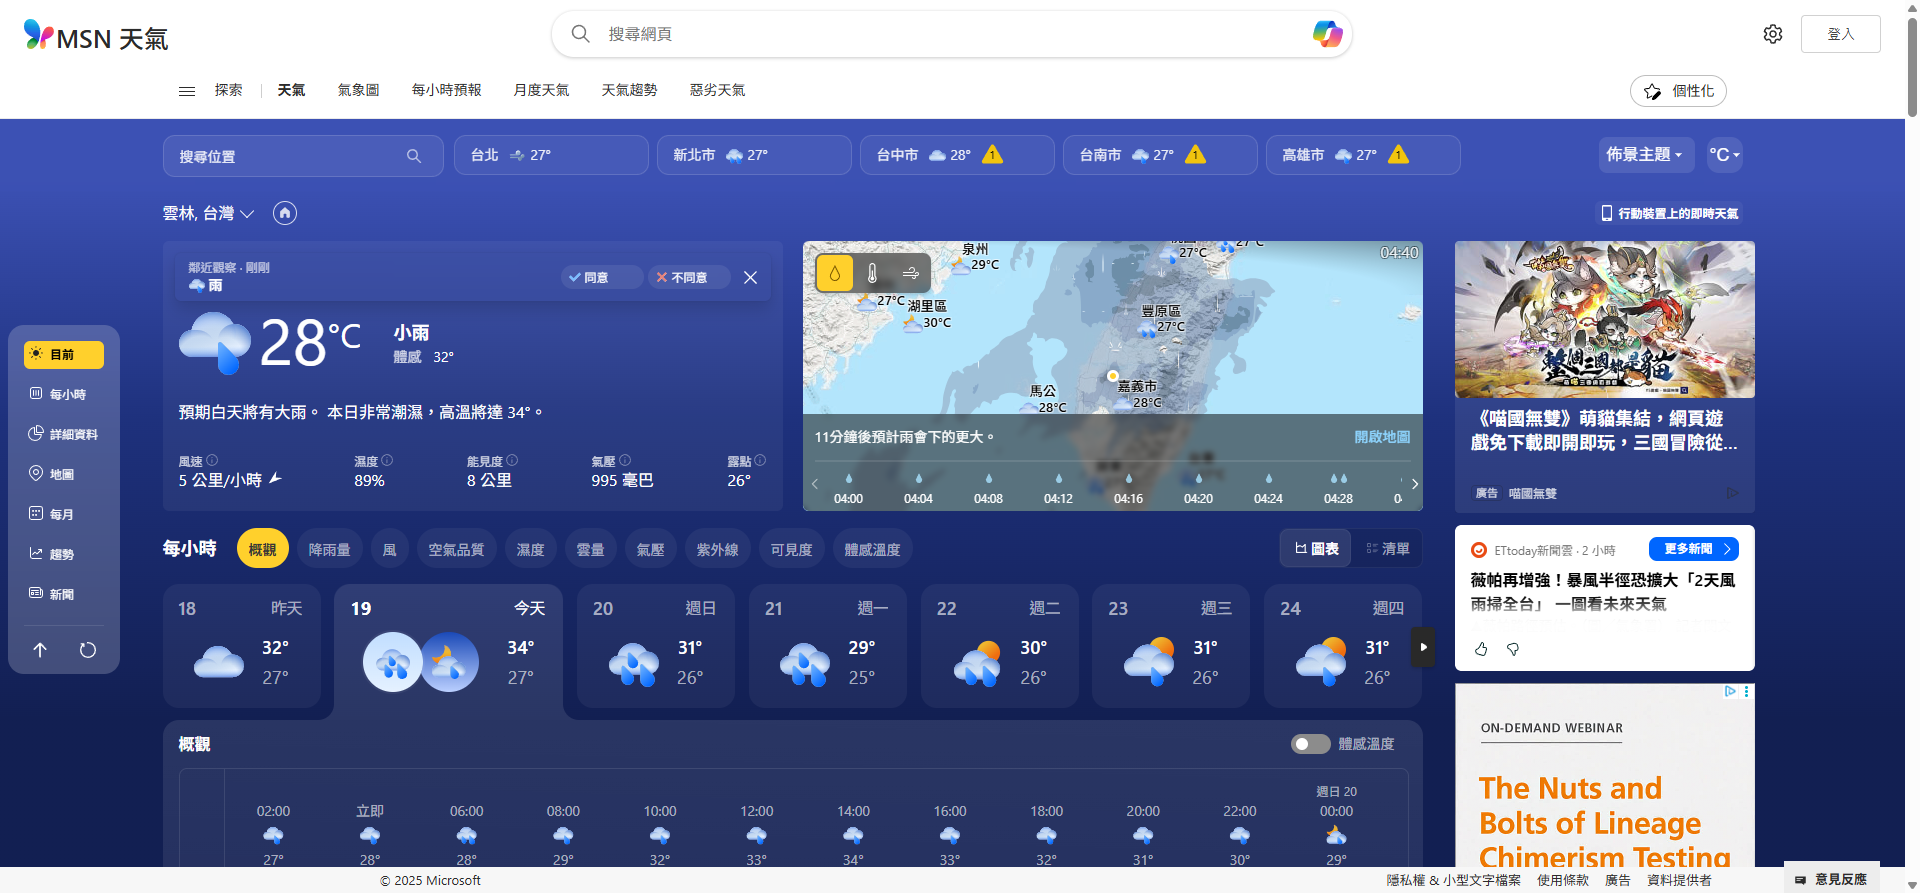 MSN 天氣
搜尋網頁
登入
探索
天氣
氣象圖
每小時預報
月度天氣
天氣趨勢
惡劣天氣
個性化
搜尋位置
台北 27°
新北市 27°
台中市 28° 1
台南市 27° 1
高雄市 27° 1
佈景主題
°C
雲林, 台灣
行動裝置上的即時天氣
目前
每小時
詳細資料
地圖
每月
趨勢
新聞
鄰近觀察 · 剛剛
雨
同意
不同意
28°C
小雨
體感 32°
預期白天將有大雨。 本日非常潮濕，高溫將達 34°。
風速
5 公里/小時
濕度
89%
能見度
8 公里
氣壓
995 毫巴
露點
26°
04:40
泉州
29°C
27°C
27°C
27°C
湖里區
30°C
豐原區
27°C
馬公
28°C
嘉義市
28°C
11分鐘後預計雨會下的更大。
開啟地圖
04:00
04:04
04:08
04:12
04:16
04:20
04:24
04:28
整個三國都是貓
《喵國無雙》萌貓集結，網頁遊
戲免下載即開即玩，三國冒險從...
廣告 喵國無雙
ETtoday新聞雲 · 2 小時
更多新聞
薇帕再增強！暴風半徑恐擴大「2天風
雨掃全台」 一圖看未來天氣
ON-DEMAND WEBINAR
The Nuts and
Bolts of Lineage
Chimerism Testing
每小時
概觀
降雨量
風
空氣品質
濕度
雲量
氣壓
紫外線
可見度
體感溫度
圖表
清單
18 昨天
32°
27°
19 今天
34°
27°
20 週日
31°
26°
21 週一
29°
25°
22 週二
30°
26°
23 週三
31°
26°
24 週四
31°
26°
概觀
體感溫度
週日 20
02:00 立即 06:00 08:00 10:00 12:00 14:00 16:00 18:00 20:00 22:00 00:00
27° 28° 28° 29° 32° 33° 34° 33° 32° 31° 30° 29°
© 2025 Microsoft
隱私權 & 小型文字檔案
使用條款
廣告
資料提供者
意見反應